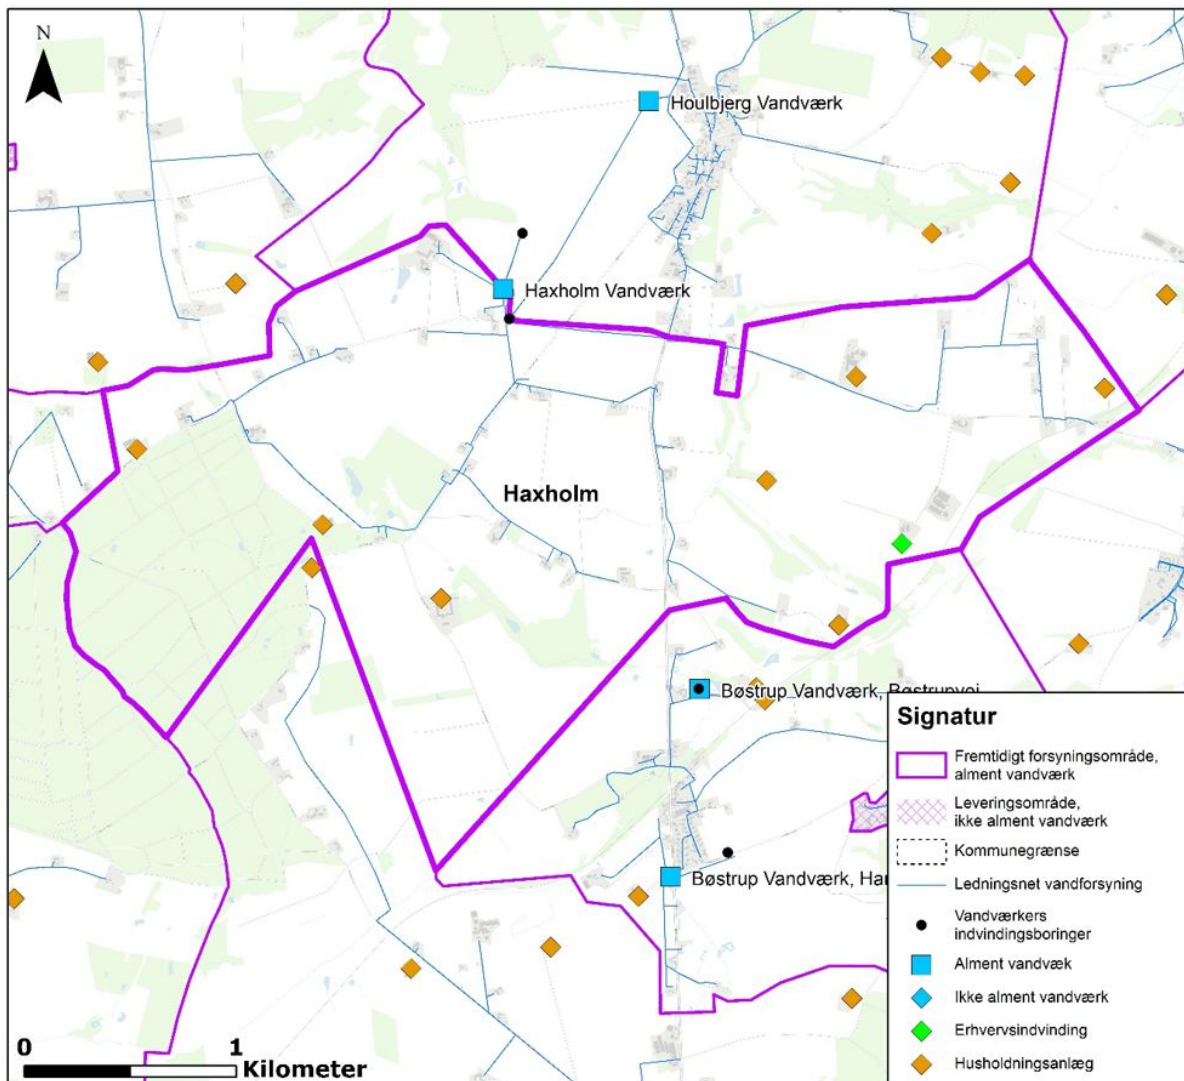 N
Houlbjerg Vandværk
Haxholm Vandværk
Haxholm
Bøstrup Vandværk, Bøstrupvej
Bøstrup Vandværk, Har
Signatur
Fremtidigt forsyningsområde,
alment vandværk
Leveringsområde,
ikke alment vandværk
Kommunegrænse
Ledningsnet vandforsyning
Vandværkers
indvindingsboringer
Alment vandvæk
Ikke alment vandværk
Erhvervsindvinding
Husholdningsanlæg
0 1
Kilometer